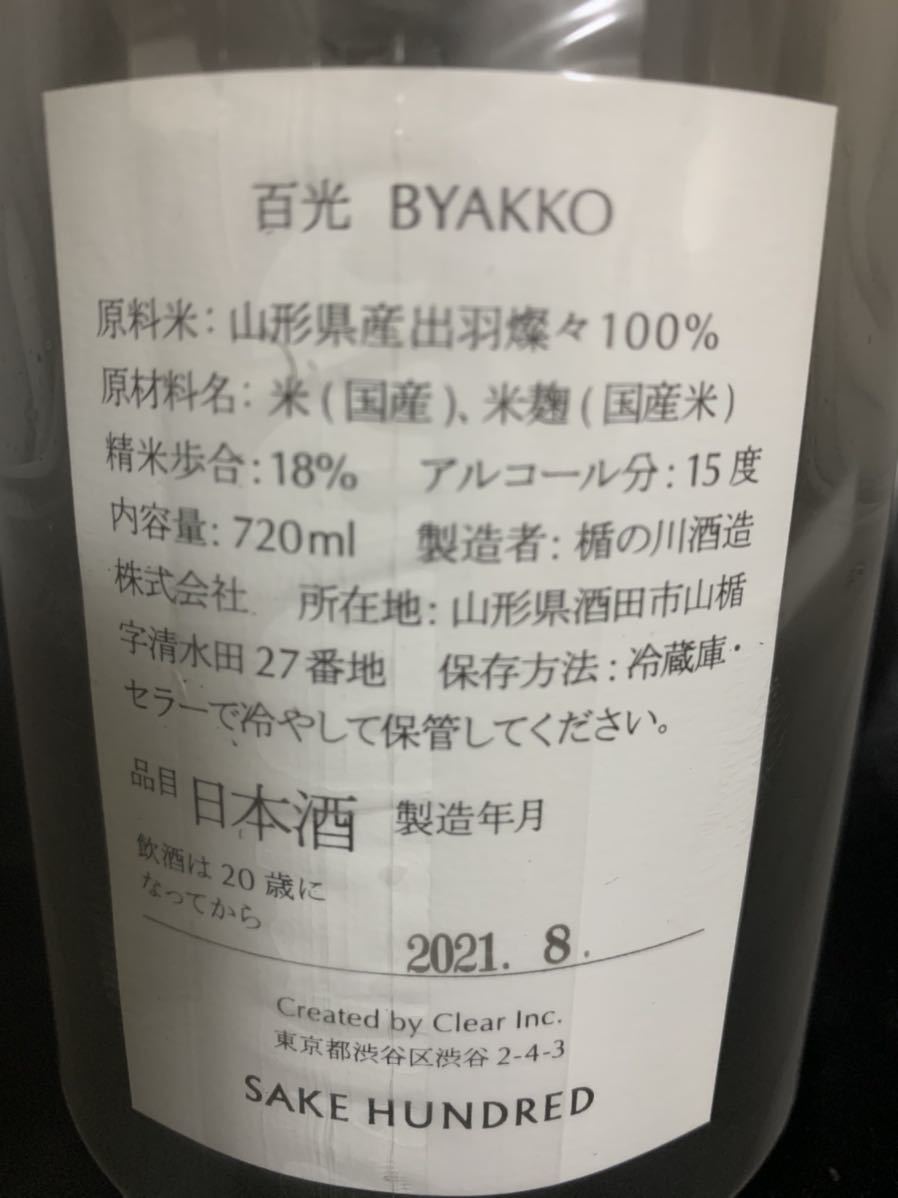 百光 BYAKKO
原料米：山形県産出羽燦々100%
原材料名：米(国産)、米麹(国産米)
精米歩合：18% アルコール分：15度
内容量：720ml 製造者：楯の川酒造
株式会社 所在地：山形県酒田市山楯
字清水田27番地 保存方法：冷蔵庫・
セラーで冷やして保管してください。
品目 日本酒 製造年月
飲酒は20歳に
なってから
2021. 8.
Created by Clear Inc.
東京都渋谷区渋谷2-4-3
SAKE HUNDRED